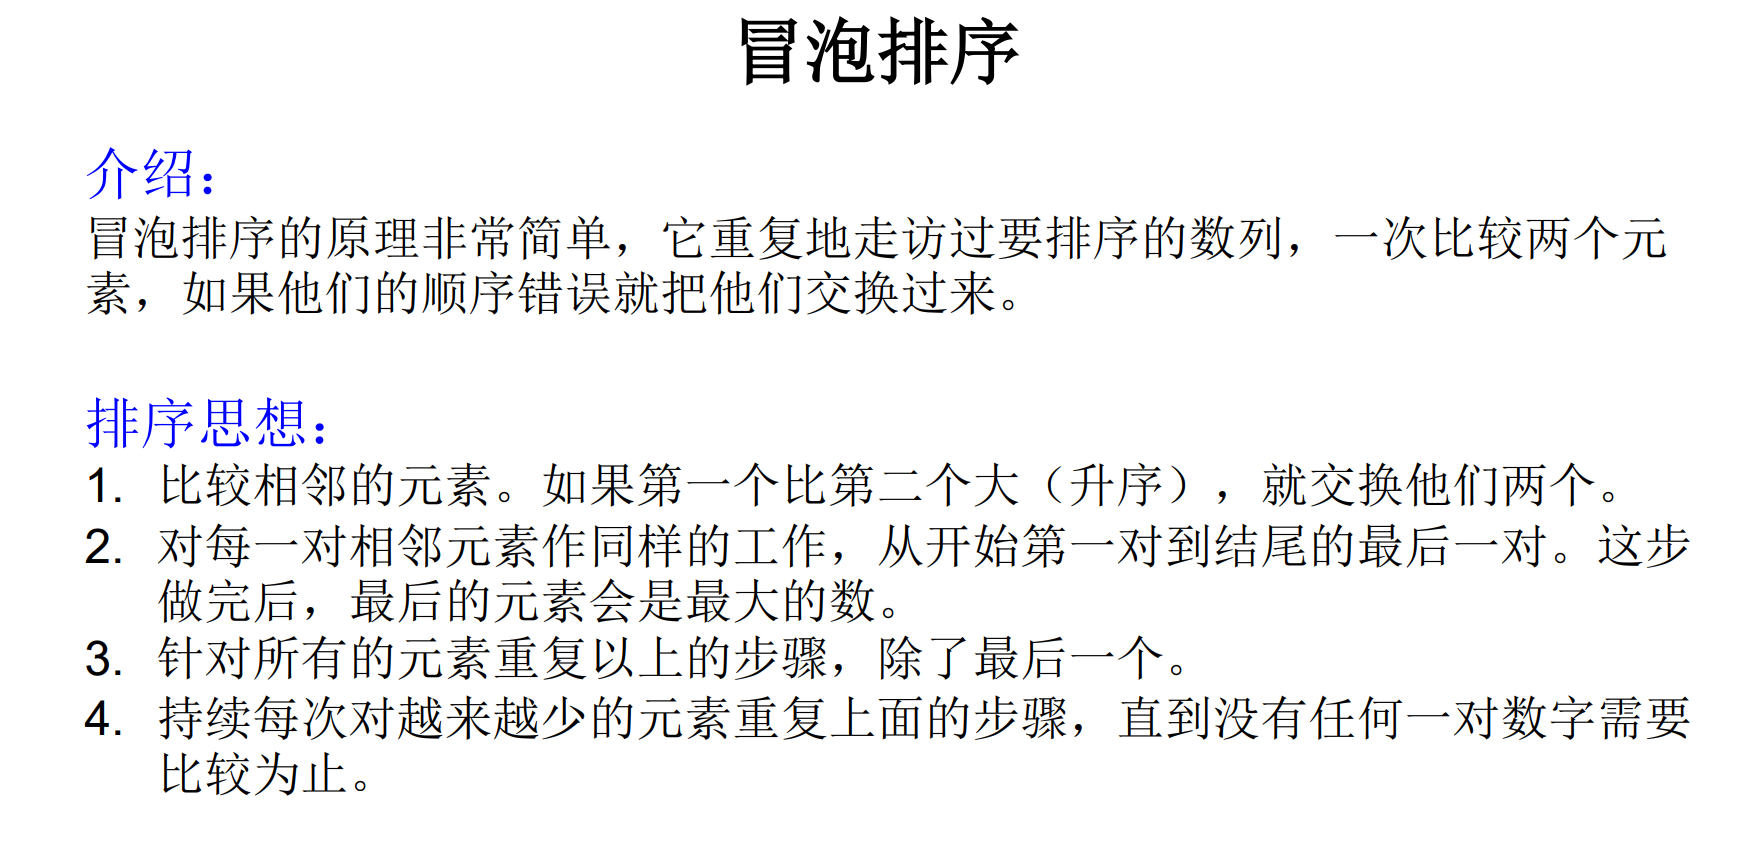 冒泡排序
介绍：
冒泡排序的原理非常简单，它重复地走访过要排序的数列，一次比较两个元
素，如果他们的顺序错误就把他们交换过来。
排序思想：
1. 比较相邻的元素。如果第一个比第二个大（升序），就交换他们两个。
2. 对每一对相邻元素作同样的工作，从开始第一对到结尾的最后一对。这步
做完后，最后的元素会是最大的数。
3. 针对所有的元素重复以上的步骤，除了最后一个。
4. 持续每次对越来越少的元素重复上面的步骤，直到没有任何一对数字需要
比较为止。